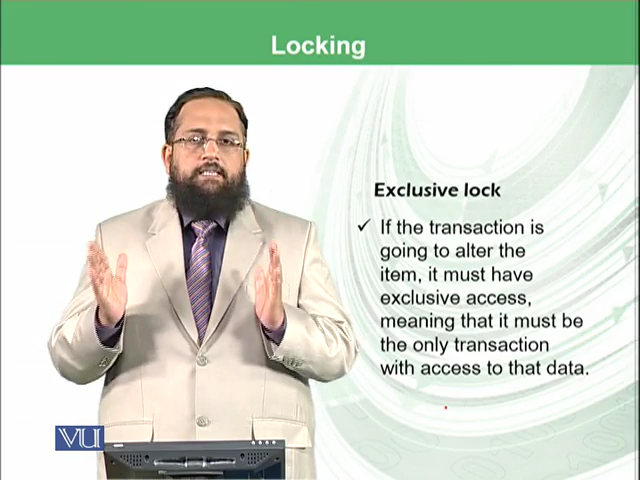 Locking
Exclusive lock
✓ If the transaction is
going to alter the
item, it must have
exclusive access,
meaning that it must be
the only transaction
with access to that data.
VU